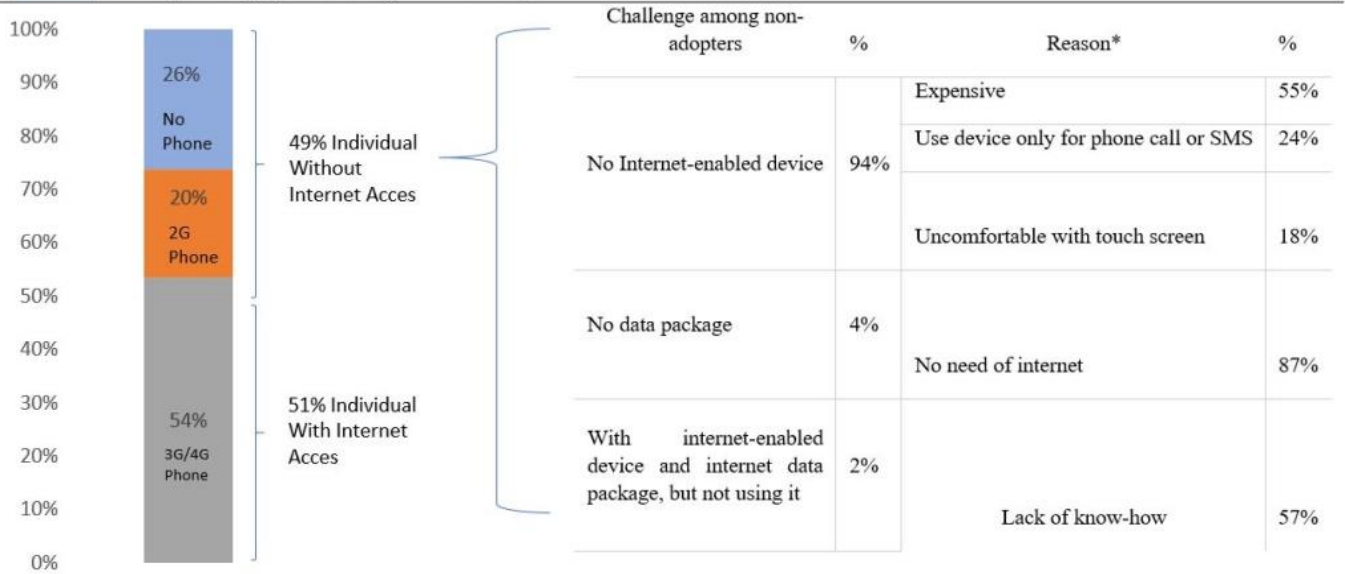 100%
90%
80%
70%
60%
50%
40%
30%
20%
10%
0%
26%
No
Phone
20%
2G
Phone
54%
3G/4G
Phone
49% Individual
Without
Internet Acces
51% Individual
With Internet
Acces
Challenge among non-
adopters
%
Reason*
%
No Internet-enabled device
94%
Expensive
55%
Use device only for phone call or SMS
24%
Uncomfortable with touch screen
18%
No data package
4%
No need of internet
87%
With internet-enabled
device and internet data
package, but not using it
2%
Lack of know-how
57%